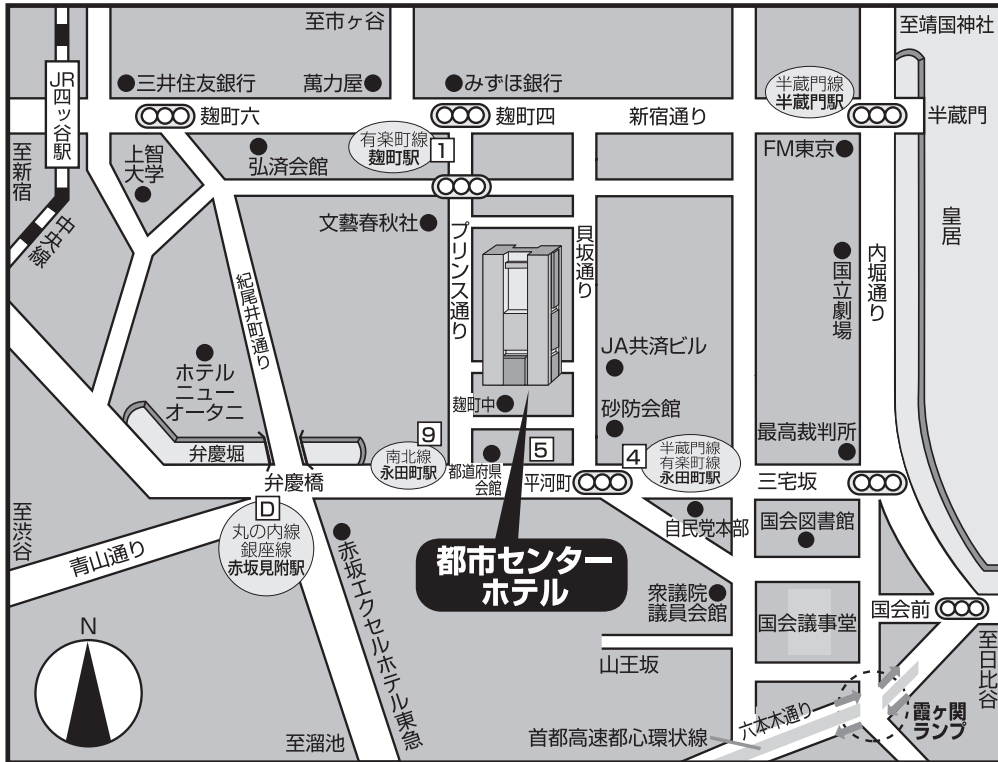 至市ヶ谷
至靖国神社
JR四ッ谷駅
三井住友銀行
萬力屋
みずほ銀行
半蔵門線
半蔵門駅
麹町六
麹町四
新宿通り
半蔵門
至新宿
上智
大学
弘済会館
有楽町線
麹町駅
1
FM東京
中央線
文藝春秋社
プリンス通り
貝坂通り
国立劇場
内堀通り
皇居
紀尾井町通り
ホテル
ニュー
オータニ
JA共済ビル
麹町中
砂防会館
弁慶堀
9
南北線
永田町駅
都道府県
会館
5
平河町
4
半蔵門線
有楽町線
永田町駅
最高裁判所
三宅坂
弁慶橋
D
丸の内線
銀座線
赤坂見附駅
至渋谷
青山通り
赤坂エクセルホテル東急
都市センター
ホテル
自民党本部
国会図書館
衆議院
議員会館
国会議事堂
国会前
N
山王坂
至日比谷
六本木通り
霞ヶ関
ランプ
至溜池
首都高速都心環状線